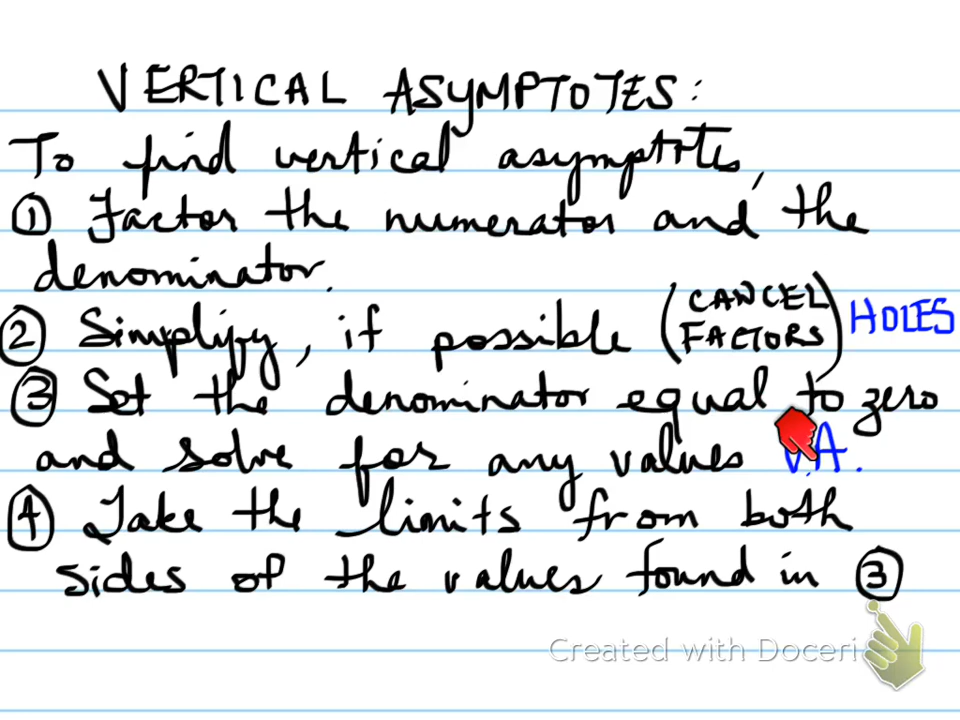 VERTICAL ASYMPTOTES:
To find vertical asymptotes,
① Factor the numerator and the
denominator.
② Simplify, if possible (CANCEL FACTORS) HOLES
③ Set the denominator equal to zero
and solve for any values V.A.
④ Take the limits from both
sides of the values found in ③
Created with Doceri